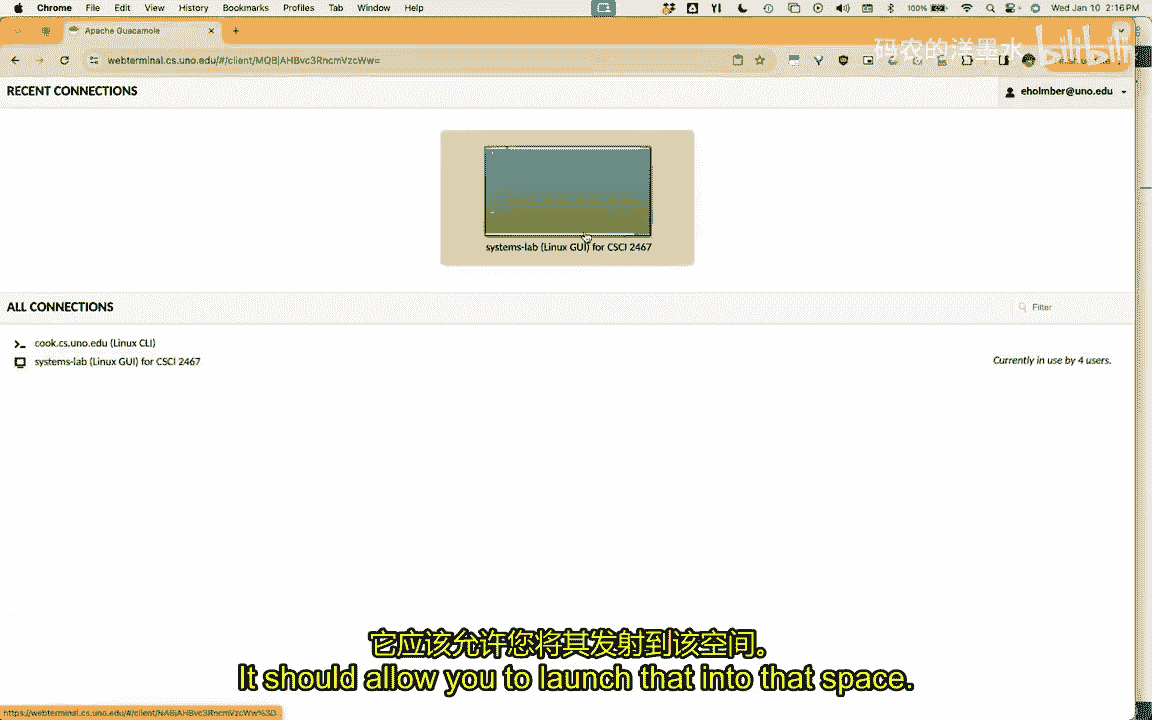 Chrome File Edit View History Bookmarks Profiles Tab Window Help 100% Wed Jan 10 2:16 PM
Apache Guacamole
webterminal.cs.uno.edu/#/client/MQBjAHBvc3RncmVzcWw=
码农的洋墨水 bilibili
RECENT CONNECTIONS
eholmber@uno.edu
systems-lab (Linux GUI) for CSCI 2467
ALL CONNECTIONS
Filter
cook.cs.uno.edu (Linux CLI)
systems-lab (Linux GUI) for CSCI 2467
Currently in use by 4 users.
它应该允许您将其发射到该空间。
It should allow you to launch that into that space.
https://webterminal.cs.uno.edu/#/client/NABjAHBvc3RncmVzcWw%3D